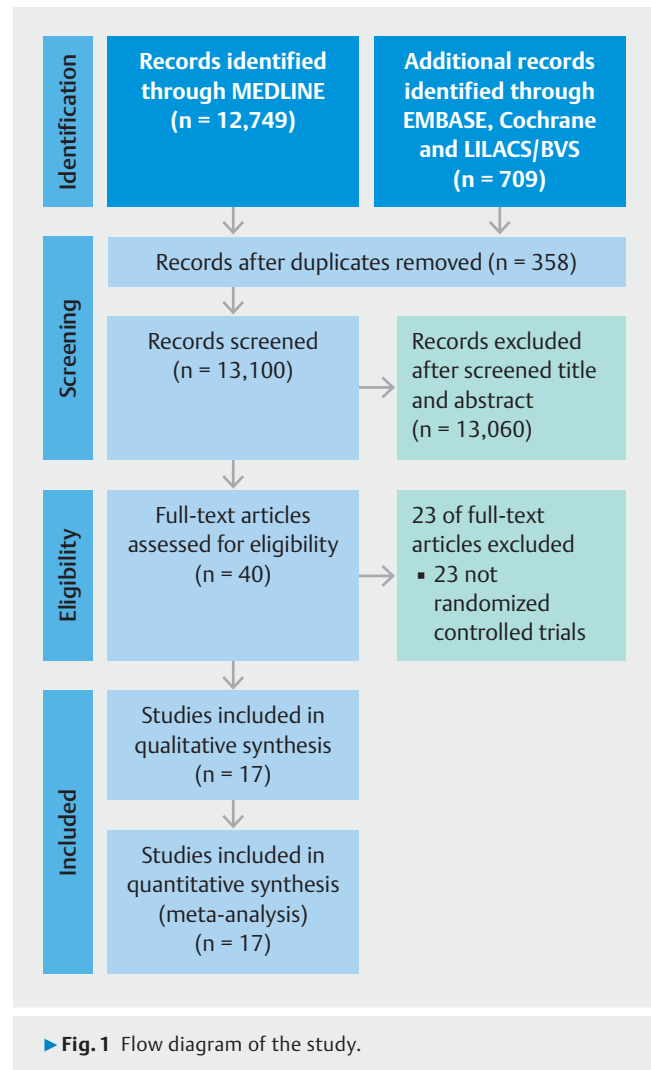 Identification
Records identified
through MEDLINE
(n = 12,749)
Additional records
identified through
EMBASE, Cochrane
and LILACS/BVS
(n = 709)
Screening
Records after duplicates removed (n = 358)
Records screened
(n = 13,100)
Records excluded
after screened title
and abstract
(n = 13,060)
Eligibility
Full-text articles
assessed for eligibility
(n = 40)
23 of full-text
articles excluded
▪ 23 not
randomized
controlled trials
Included
Studies included in
qualitative synthesis
(n = 17)
Studies included in
quantitative synthesis
(meta-analysis)
(n = 17)
▶ Fig. 1 Flow diagram of the study.